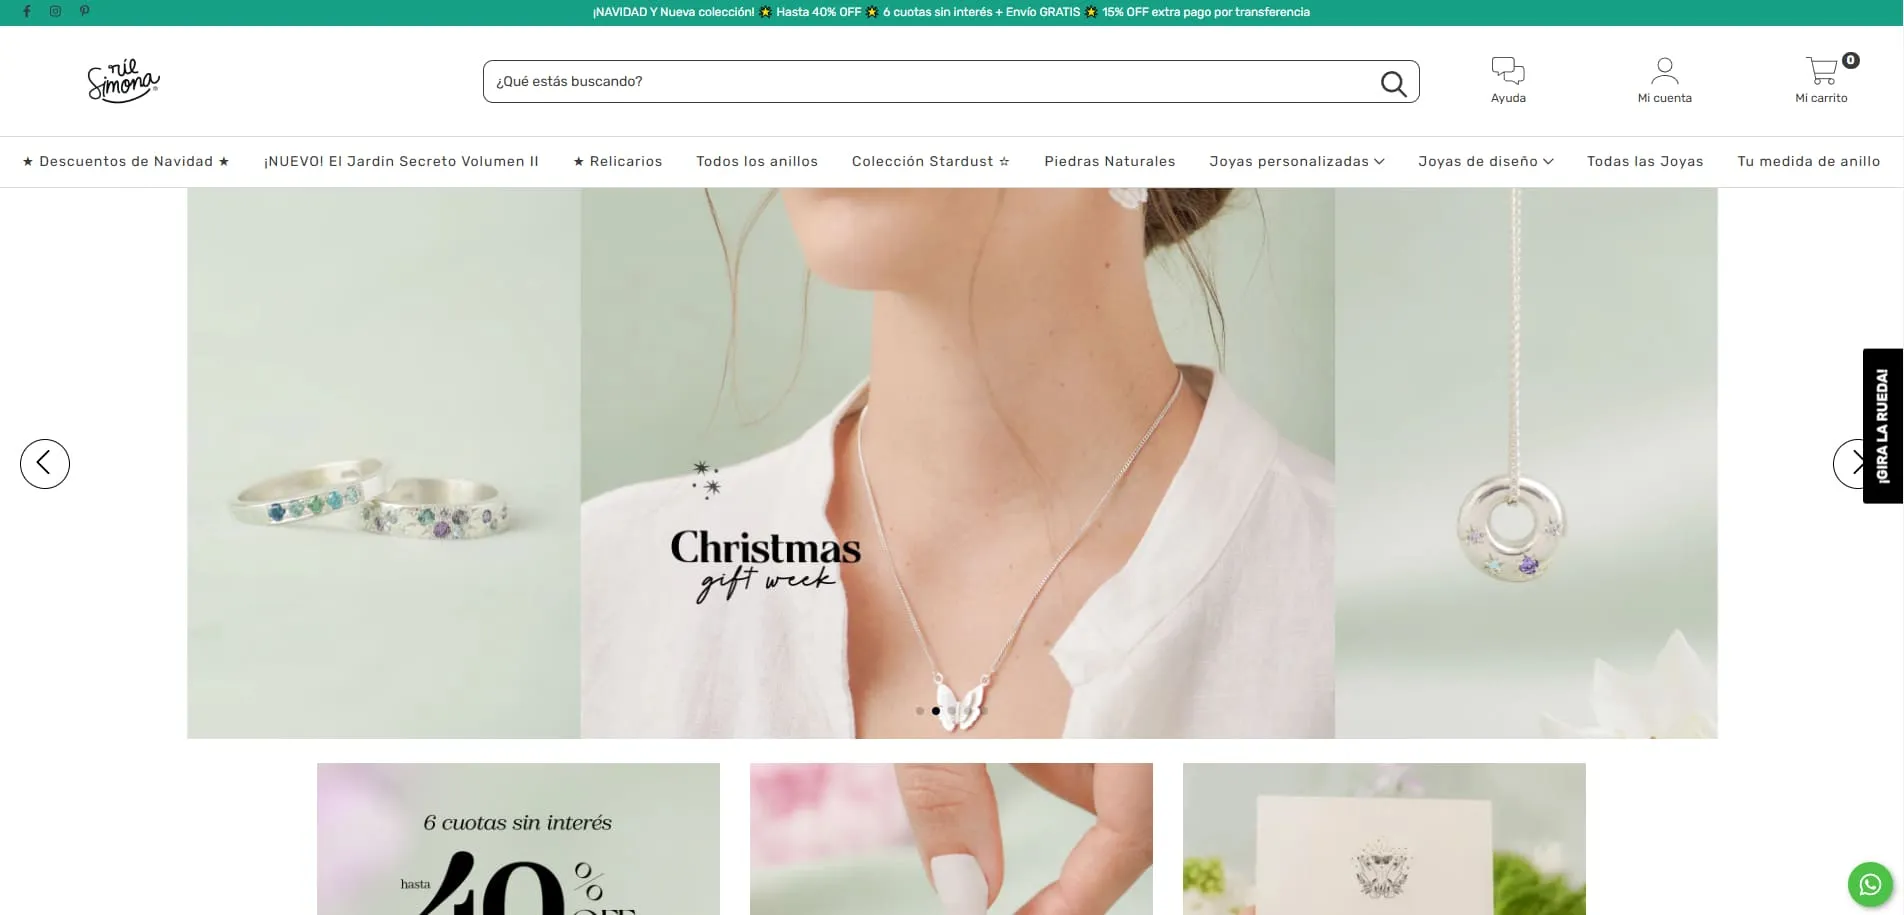 ¡NAVIDAD Y Nueva colección! 🌟 Hasta 40% OFF 🌟 6 cuotas sin interés + Envío GRATIS 🌟 15% OFF extra pago por transferencia
nil
Simona
®
¿Qué estás buscando?
Ayuda
Mi cuenta
0
Mi carrito
★ Descuentos de Navidad ★
¡NUEVO! El Jardín Secreto Volumen II
★ Relicarios
Todos los anillos
Colección Stardust ☆
Piedras Naturales
Joyas personalizadas
Joyas de diseño
Todas las Joyas
Tu medida de anillo
¡GIRA LA RUEDA!
Christmas
gift week
6 cuotas sin interés
hasta
40%
OFF